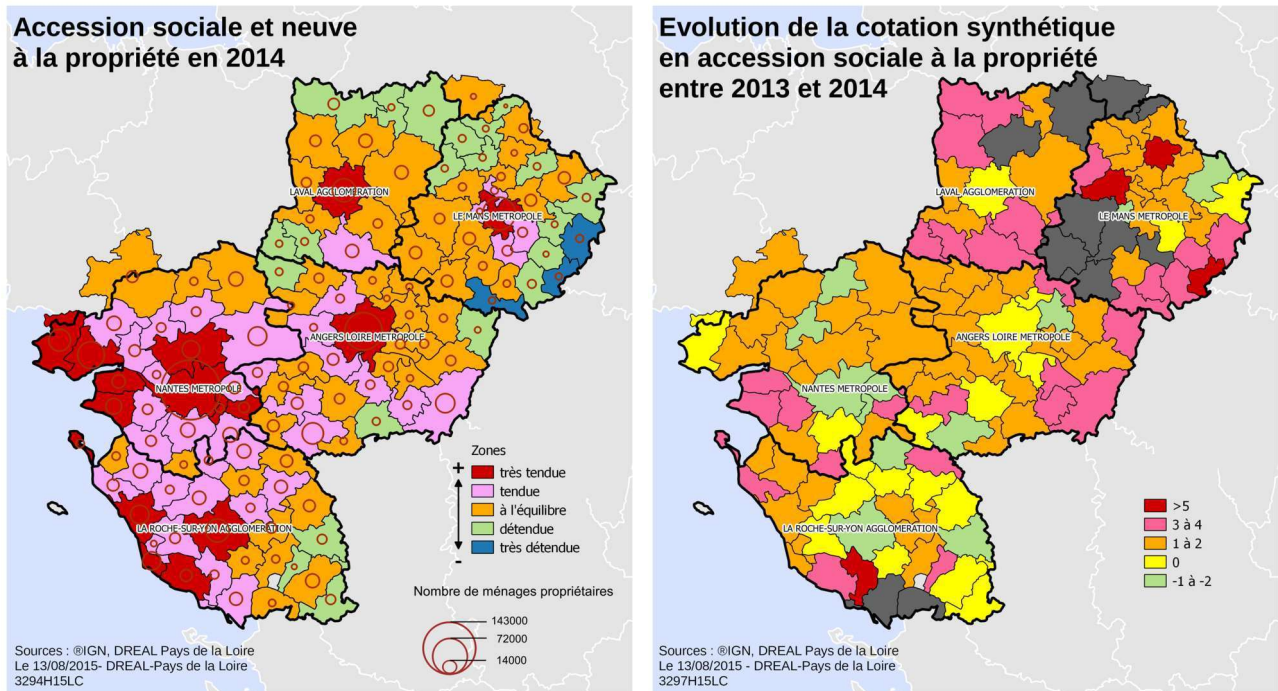 Accession sociale et neuve
à la propriété en 2014
LAVAL AGGLOMERATION
LE MANS METROPOLE
ANGERS LOIRE METROPOLE
NANTES METROPOLE
LA ROCHE-SUR-YON AGGLOMERATION
Zones
+
très tendue
tendue
à l'équilibre
détendue
très détendue
-
Nombre de ménages propriétaires
143000
72000
14000
Sources : ®IGN, DREAL Pays de la Loire
Le 13/08/2015- DREAL-Pays de la Loire
3294H15LC
Evolution de la cotation synthétique
en accession sociale à la propriété
entre 2013 et 2014
LAVAL AGGLOMERATION
LE MANS METROPOLE
ANGERS LOIRE METROPOLE
NANTES METROPOLE
LA ROCHE-SUR-YON AGGLOMERATION
>5
3 à 4
1 à 2
0
-1 à -2
Sources : ®IGN, DREAL Pays de la Loire
Le 13/08/2015 - DREAL-Pays de la Loire
3297H15LC